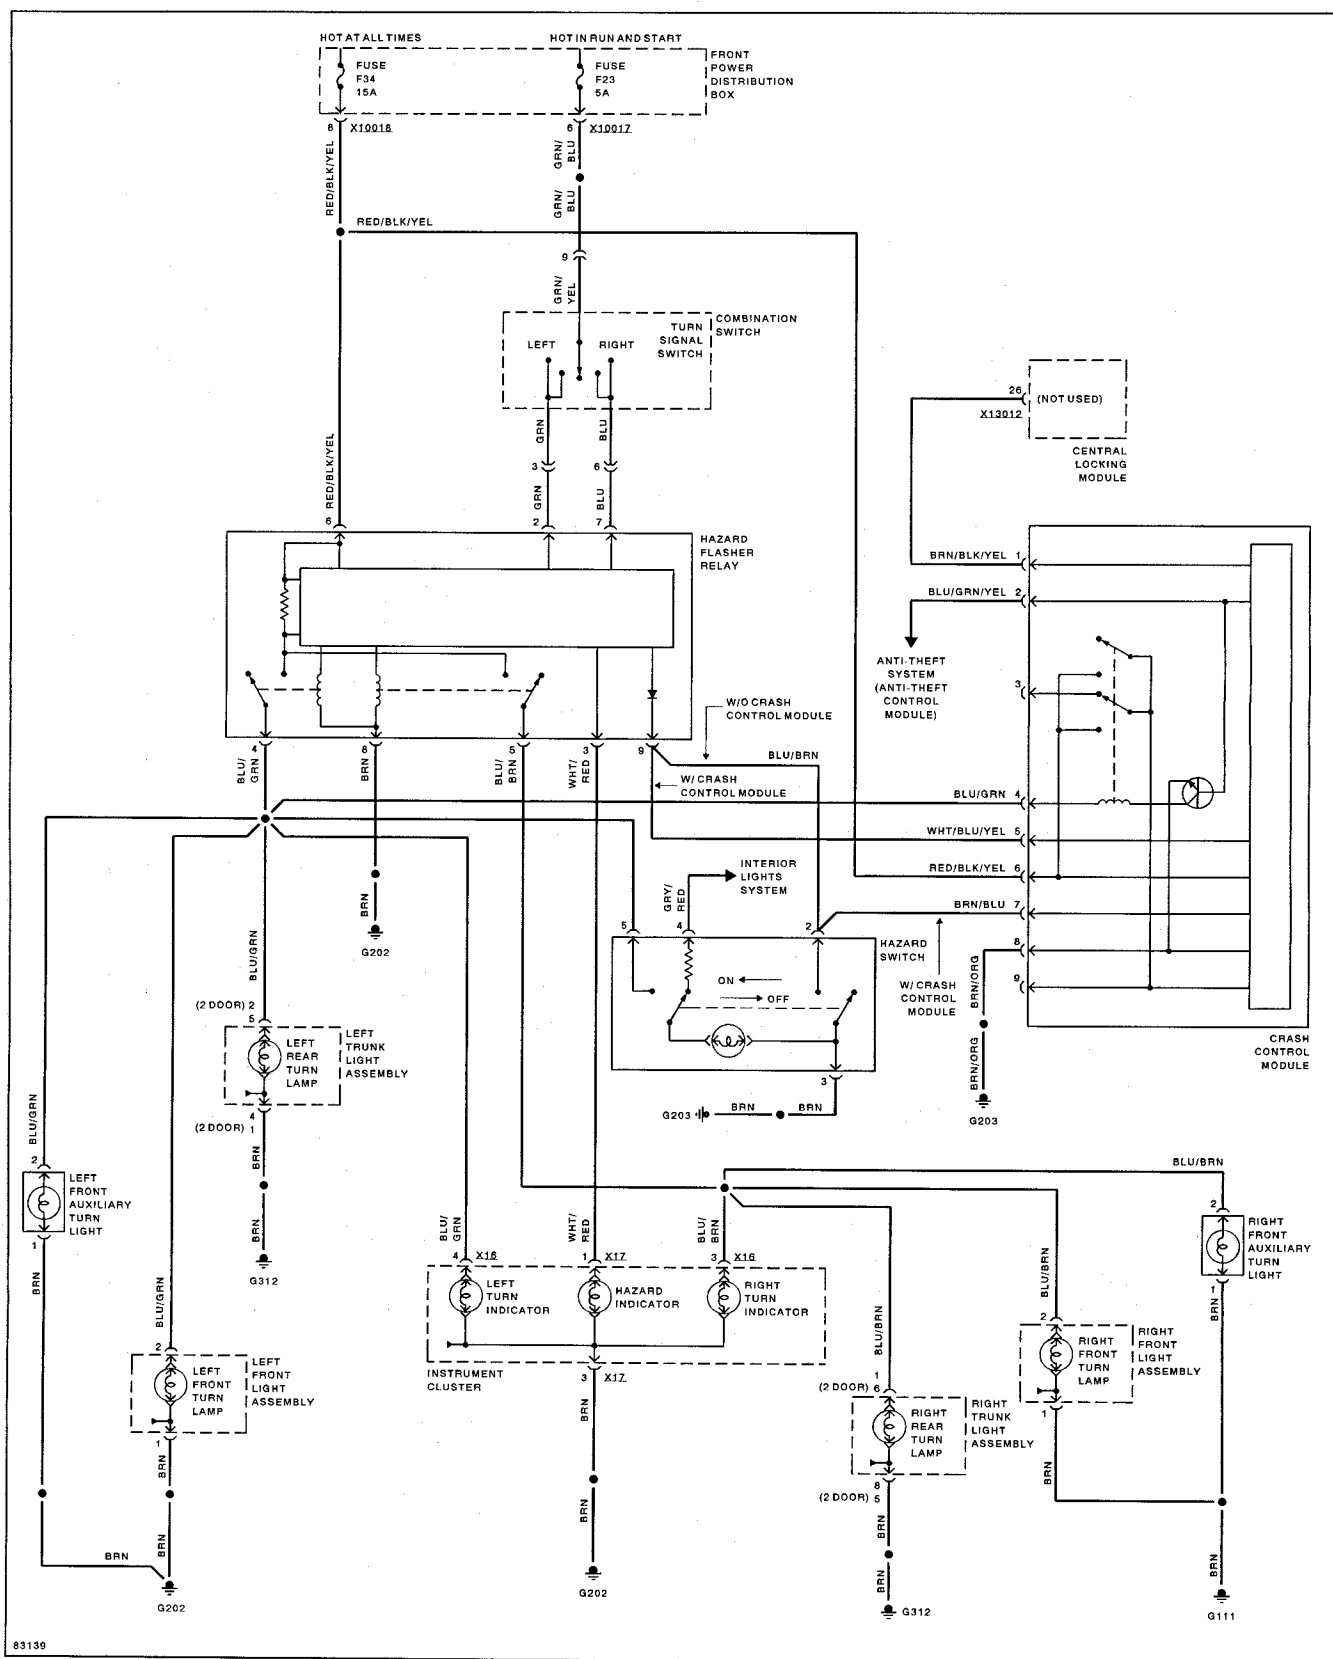 HOT AT ALL TIMES
HOT IN RUN AND START
FUSE
F34
15A
FUSE
F23
5A
FRONT
POWER
DISTRIBUTION
BOX
8
X10018
6
X10017
RED/BLK/YEL
GRN/
BLU
GRN/
BLU
RED/BLK/YEL
9
GRN/
YEL
COMBINATION
SWITCH
TURN
SIGNAL
SWITCH
LEFT
RIGHT
26
(NOT USED)
X13012
CENTRAL
LOCKING
MODULE
RED/BLK/YEL
GRN
BLU
3
6
GRN
BLU
6
2
7
HAZARD
FLASHER
RELAY
BRN/BLK/YEL
1
BLU/GRN/YEL
2
ANTI-THEFT
SYSTEM
(ANTI-THEFT
CONTROL
MODULE)
3
W/O CRASH
CONTROL MODULE
4
8
5
3
9
BLU/
GRN
BRN
BLU/
BRN
WHT/
RED
BLU/BRN
W/ CRASH
CONTROL MODULE
BLU/GRN
4
WHT/BLU/YEL
5
RED/BLK/YEL
6
BRN/BLU
7
8
9
INTERIOR
LIGHTS
SYSTEM
GRY/
RED
BRN
G202
BLU/GRN
5
4
2
HAZARD
SWITCH
ON
OFF
W/ CRASH
CONTROL
MODULE
BRN/ORG
BRN/ORG
G203
CRASH
CONTROL
MODULE
(2 DOOR) 2
5
LEFT
REAR
TURN
LAMP
LEFT
TRUNK
LIGHT
ASSEMBLY
4
(2 DOOR) 1
3
G203
BRN
BRN
BLU/GRN
BRN
BRN
G312
2
LEFT
FRONT
AUXILIARY
TURN
LIGHT
1
BRN
BLU/BRN
BLU/
GRN
WHT/
RED
BLU/
BRN
4
X16
1
X17
3
X16
LEFT
TURN
INDICATOR
HAZARD
INDICATOR
RIGHT
TURN
INDICATOR
INSTRUMENT
CLUSTER
3
X17
BRN
BRN
G202
2
RIGHT
FRONT
AUXILIARY
TURN
LIGHT
1
BRN
BLU/BRN
2
RIGHT
FRONT
TURN
LAMP
RIGHT
FRONT
LIGHT
ASSEMBLY
1
BRN
BLU/BRN
1
(2 DOOR) 6
RIGHT
REAR
TURN
LAMP
RIGHT
TRUNK
LIGHT
ASSEMBLY
8
(2 DOOR) 5
BRN
BRN
G312
BRN
G111
BLU/GRN
2
LEFT
FRONT
TURN
LAMP
LEFT
FRONT
LIGHT
ASSEMBLY
1
BRN
BRN
BRN
G202
83139